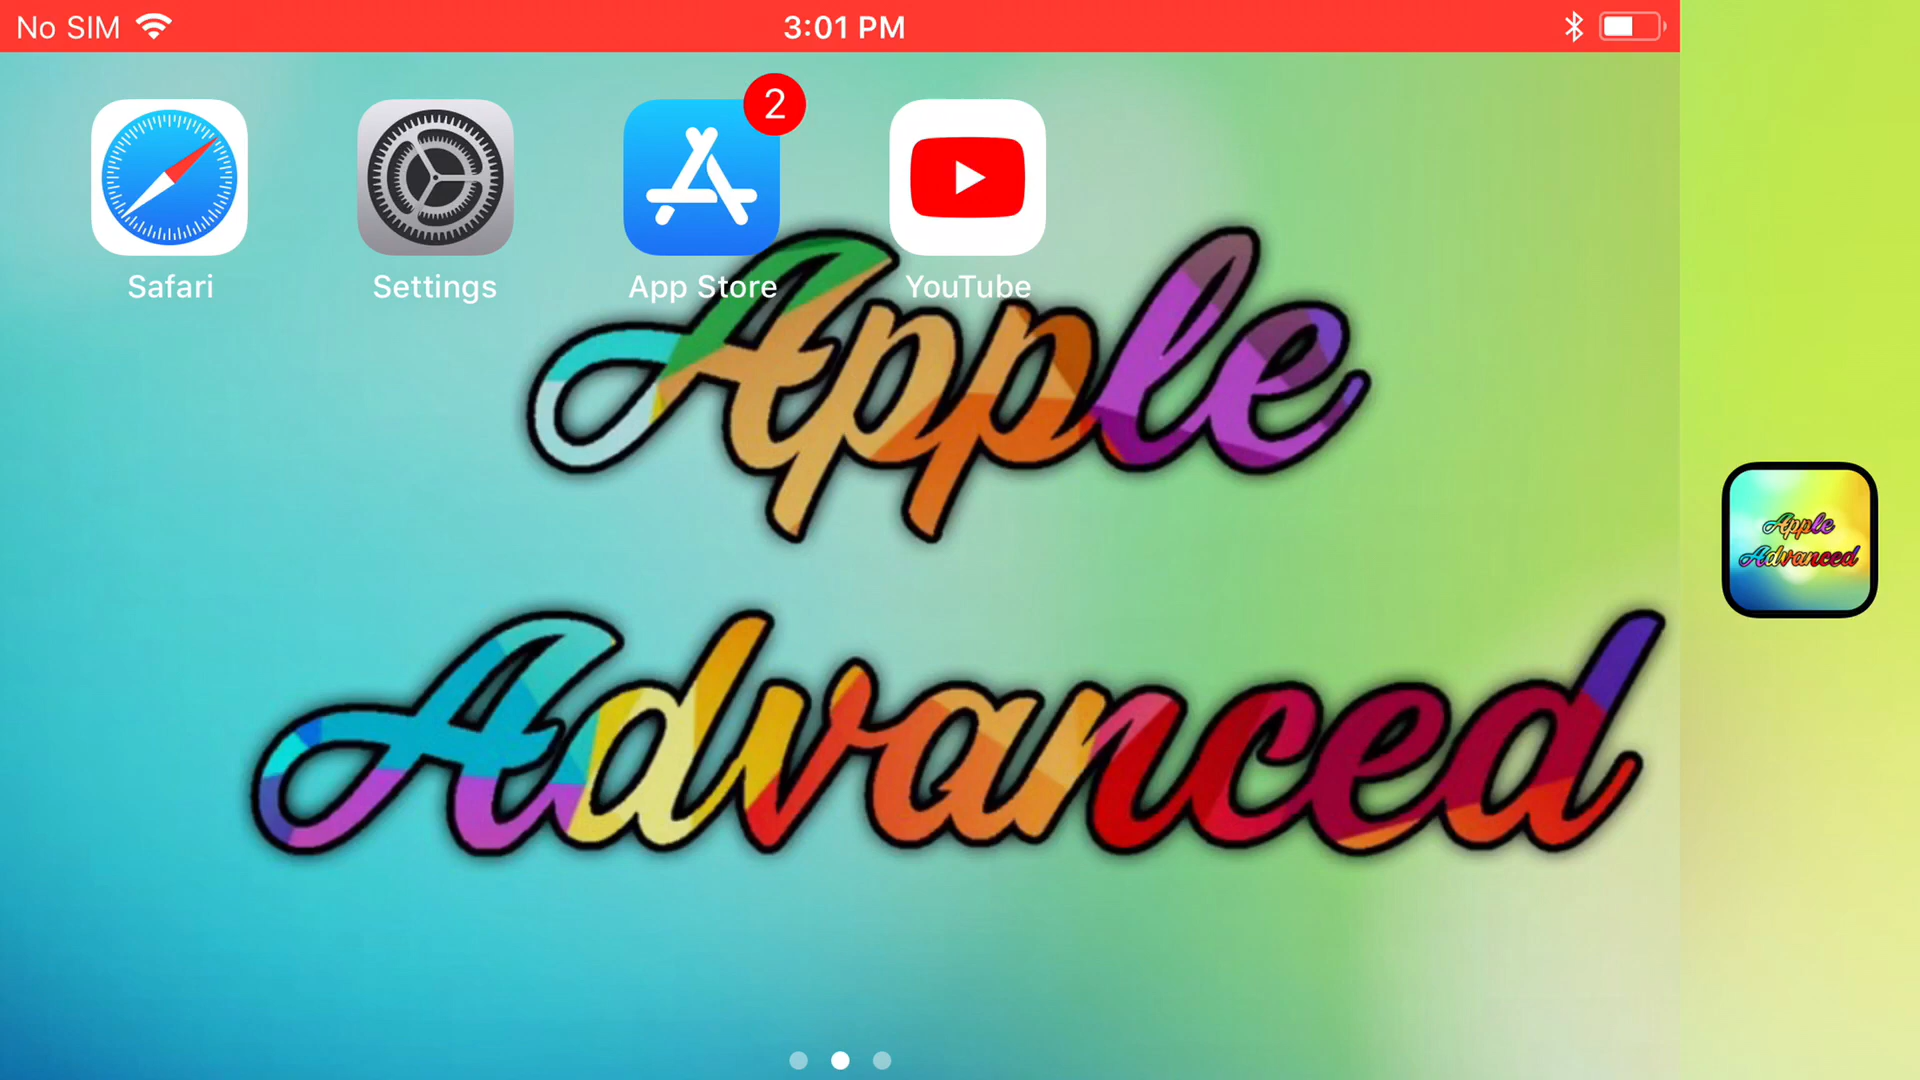 No SIM 3:01 PM
2
Safari Settings App Store YouTube
Apple
Advanced
Apple
Advanced